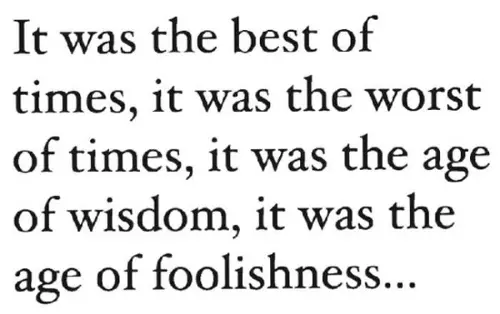 It was the best of
times, it was the worst
of times, it was the age
of wisdom, it was the
age of foolishness...